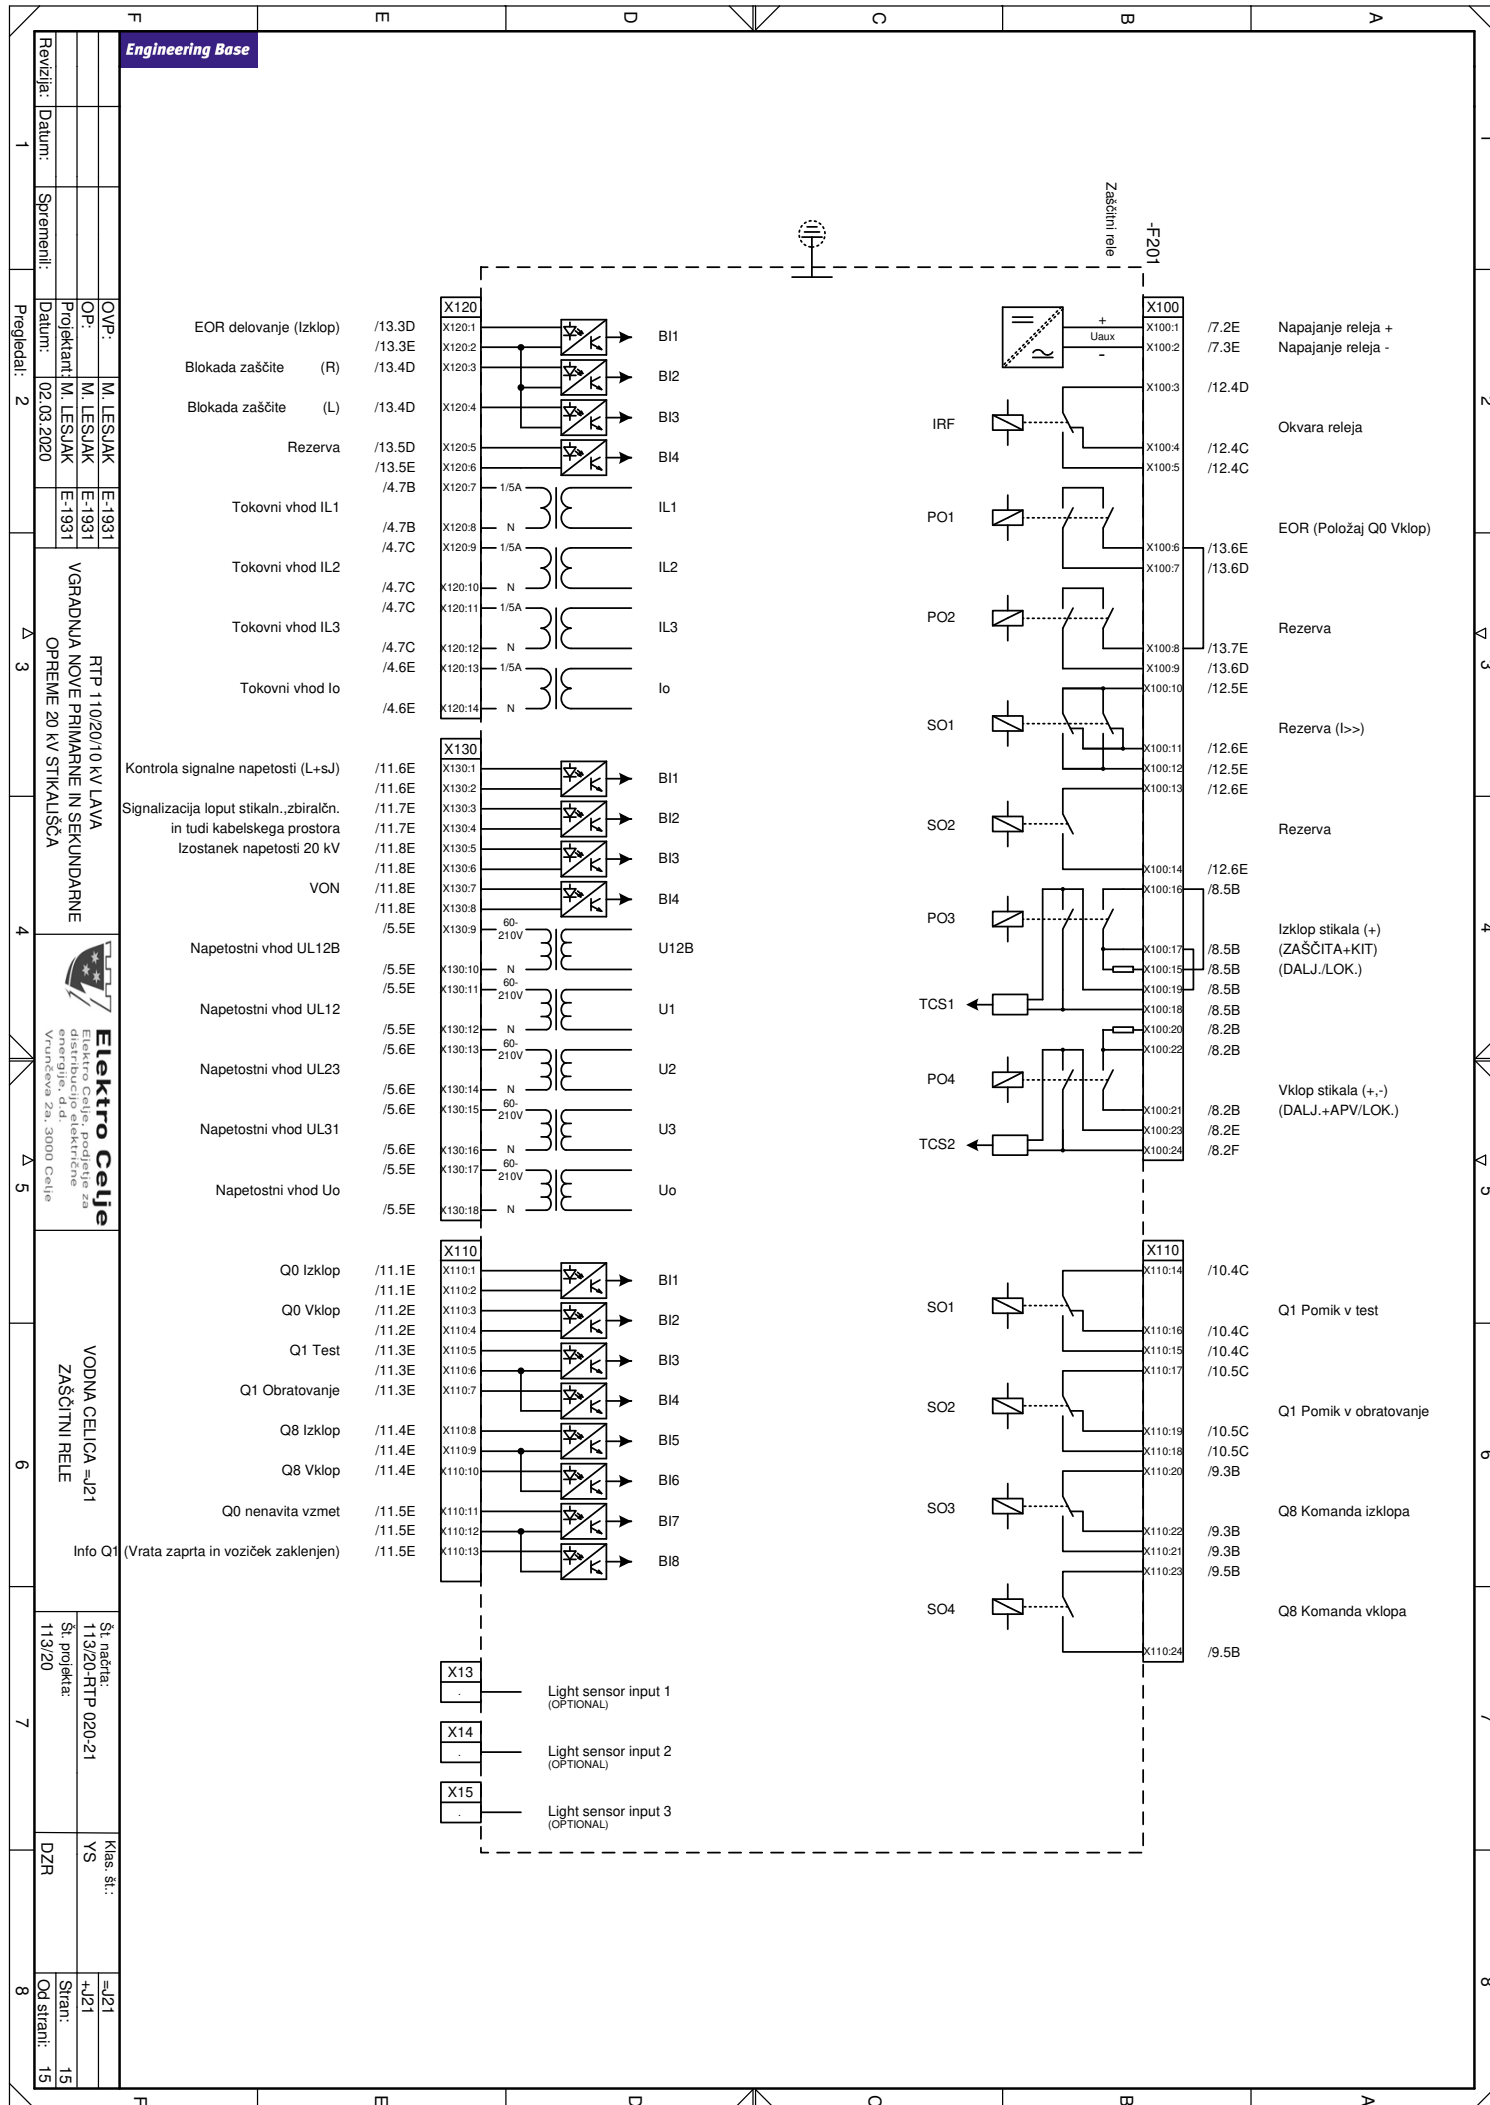 F E D C B A
Engineering Base
Zaščitni rele
-F201
X120
EOR delovanje (Izklop) /13.3D X120:1 BI1
/13.3E X120:2
Blokada zaščite (R) /13.4D X120:3 BI2
Blokada zaščite (L) /13.4D X120:4 BI3
Rezerva /13.5D X120:5 BI4
/13.5E X120:6
/4.7B X120:7 1/5A
Tokovni vhod IL1 IL1
/4.7B X120:8 N
/4.7C X120:9 1/5A
Tokovni vhod IL2 IL2
/4.7C X120:10 N
/4.7C X120:11 1/5A
Tokovni vhod IL3 IL3
/4.7C X120:12 N
/4.6E X120:13 1/5A
Tokovni vhod Io Io
/4.6E X120:14 N
X130
Kontrola signalne napetosti (L+sJ) /11.6E X130:1 BI1
/11.6E X130:2
Signalizacija loput stikaln.,zbiralčn. /11.7E X130:3 BI2
in tudi kabelskega prostora /11.7E X130:4
Izostanek napetosti 20 kV /11.8E X130:5 BI3
/11.8E X130:6
VON /11.8E X130:7 BI4
/11.8E X130:8
/5.5E X130:9 60-210V
Napetostni vhod UL12B U12B
/5.5E X130:10 N
/5.5E X130:11 60-210V
Napetostni vhod UL12 U1
/5.5E X130:12 N
/5.6E X130:13 60-210V
Napetostni vhod UL23 U2
/5.6E X130:14 N
/5.6E X130:15 60-210V
Napetostni vhod UL31 U3
/5.6E X130:16 N
/5.5E X130:17 60-210V
Napetostni vhod Uo Uo
/5.5E X130:18 N
X110
Q0 Izklop /11.1E X110:1 BI1
/11.1E X110:2
Q0 Vklop /11.2E X110:3 BI2
/11.2E X110:4
Q1 Test /11.3E X110:5 BI3
/11.3E X110:6
Q1 Obratovanje /11.3E X110:7 BI4
Q8 Izklop /11.4E X110:8 BI5
/11.4E X110:9
Q8 Vklop /11.4E X110:10 BI6
Q0 nenavita vzmet /11.5E X110:11 BI7
/11.5E X110:12
Info Q1 (Vrata zaprta in voziček zaklenjen) /11.5E X110:13 BI8
X13
. Light sensor input 1
(OPTIONAL)
X14
. Light sensor input 2
(OPTIONAL)
X15
. Light sensor input 3
(OPTIONAL)
X100
+ X100:1 /7.2E Napajanje releja +
Uaux
- X100:2 /7.3E Napajanje releja -
X100:3 /12.4D
IRF Okvara releja
X100:4 /12.4C
X100:5 /12.4C
PO1 EOR (Položaj Q0 Vklop)
X100:6 /13.6E
X100:7 /13.6D
PO2 Rezerva
X100:8 /13.7E
X100:9 /13.6D
X100:10 /12.5E
SO1 Rezerva (I>>)
X100:11 /12.6E
X100:12 /12.5E
X100:13 /12.6E
SO2 Rezerva
X100:14 /12.6E
X100:16 /8.5B
PO3 Izklop stikala (+)
X100:17 /8.5B (ZAŠČITA+KIT)
X100:15 /8.5B (DALJ./LOK.)
X100:19 /8.5B
TCS1 X100:18 /8.5B
X100:20 /8.2B
X100:22 /8.2B
PO4 Vklop stikala (+,-)
X100:21 /8.2B (DALJ.+APV/LOK.)
X100:23 /8.2E
TCS2 X100:24 /8.2F
X110
X110:14 /10.4C
SO1 Q1 Pomik v test
X110:16 /10.4C
X110:15 /10.4C
X110:17 /10.5C
SO2 Q1 Pomik v obratovanje
X110:19 /10.5C
X110:18 /10.5C
X110:20 /9.3B
SO3 Q8 Komanda izklopa
X110:22 /9.3B
X110:21 /9.3B
X110:23 /9.5B
SO4 Q8 Komanda vklopa
X110:24 /9.5B
Revizija: Datum: Spremenil:
OVP: M. LESJAK E-1931
OP: M. LESJAK E-1931
Projektant: M. LESJAK E-1931
Datum: 02.03.2020
Pregledal:
RTP 110/20/10 kV LAVA
VGRADNJA NOVE PRIMARNE IN SEKUNDARNE
OPREME 20 kV STIKALIŠČA
Elektro Celje
Elektro Celje, podjetje za
distribucijo električne
energije, d.d.
Vrunčeva 2a, 3000 Celje
VODNA CELICA =J21
ZAŠČITNI RELE
Št. načrta:
113/20-RTP 020-21
Št. projekta:
113/20
Klas. št.:
YS
DZR
=J21
+J21
Stran: 15
Od strani: 15
1 2 3 4 5 6 7 8
1 2 3 4 5 6 7 8
F E D C B A